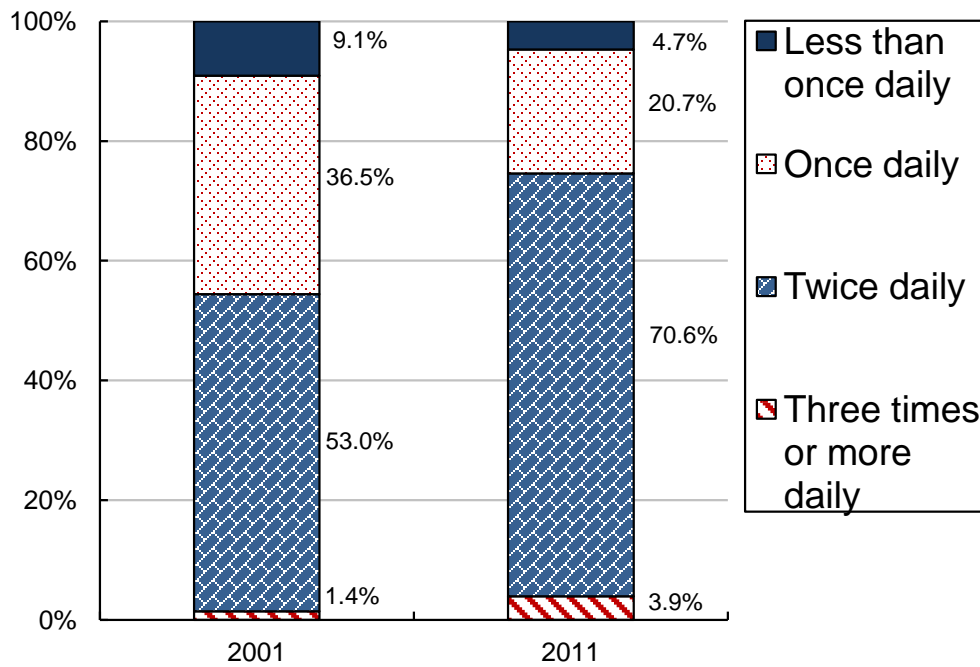 100%
80%
60%
40%
20%
0%
9.1%
36.5%
53.0%
1.4%
4.7%
20.7%
70.6%
3.9%
2001
2011
Less than
once daily
Once daily
Twice daily
Three times
or more
daily